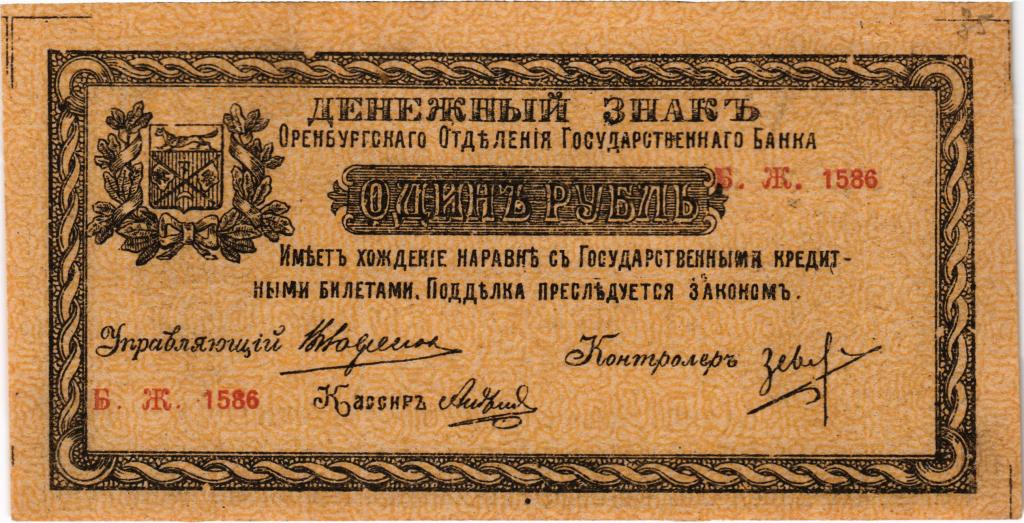 ДЕНЕЖНЫЙ ЗНАКЪ
ОРЕНБУРГСКАГО ОТДѢЛЕНІЯ ГОСУДАРСТВЕННАГО БАНКА
ОДИНЪ РУБЛЬ
Б. Ж. 1586
ИМѢЕТЪ ХОЖДЕНІЕ НАРАВНѢ СЪ ГОСУДАРСТВЕННЫМИ КРЕДИТ-
НЫМИ БИЛЕТАМИ. ПОДДѢЛКА ПРЕСЛѢДУЕТСЯ ЗАКОНОМЪ.
Управляющій
Контролеръ
Б. Ж. 1586
Кассиръ